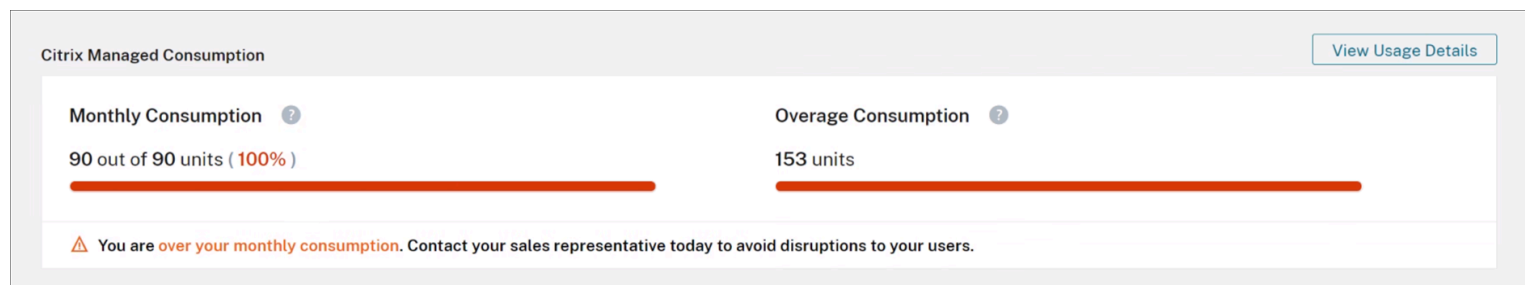 Citrix Managed Consumption
View Usage Details
Monthly Consumption ?
Overage Consumption ?
90 out of 90 units ( 100% )
153 units
You are over your monthly consumption. Contact your sales representative today to avoid disruptions to your users.